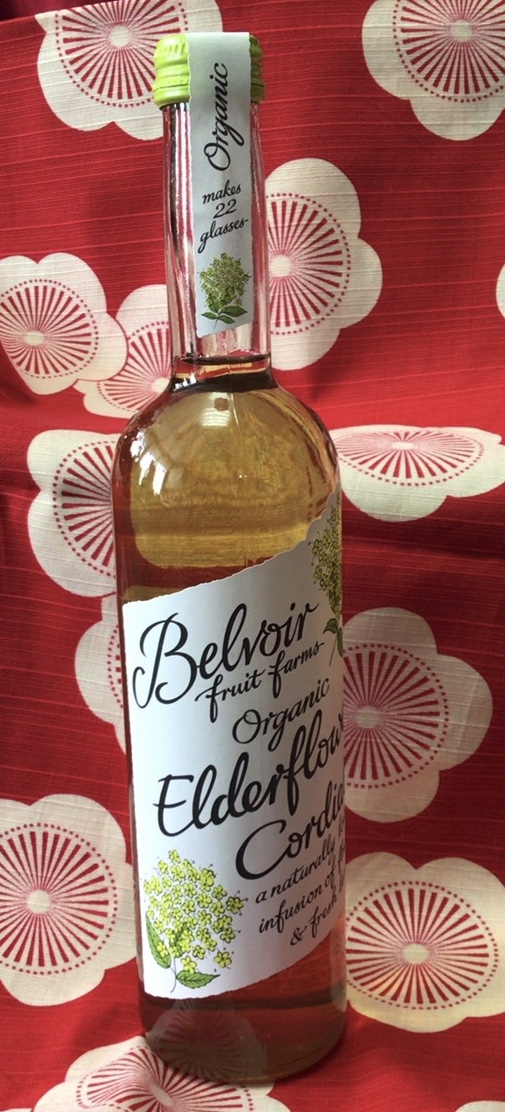 Organic
makes
22
glasses
Belvoir
fruit farms
Organic
Elderflow
Cordia
a naturally
infusion of
& fresh